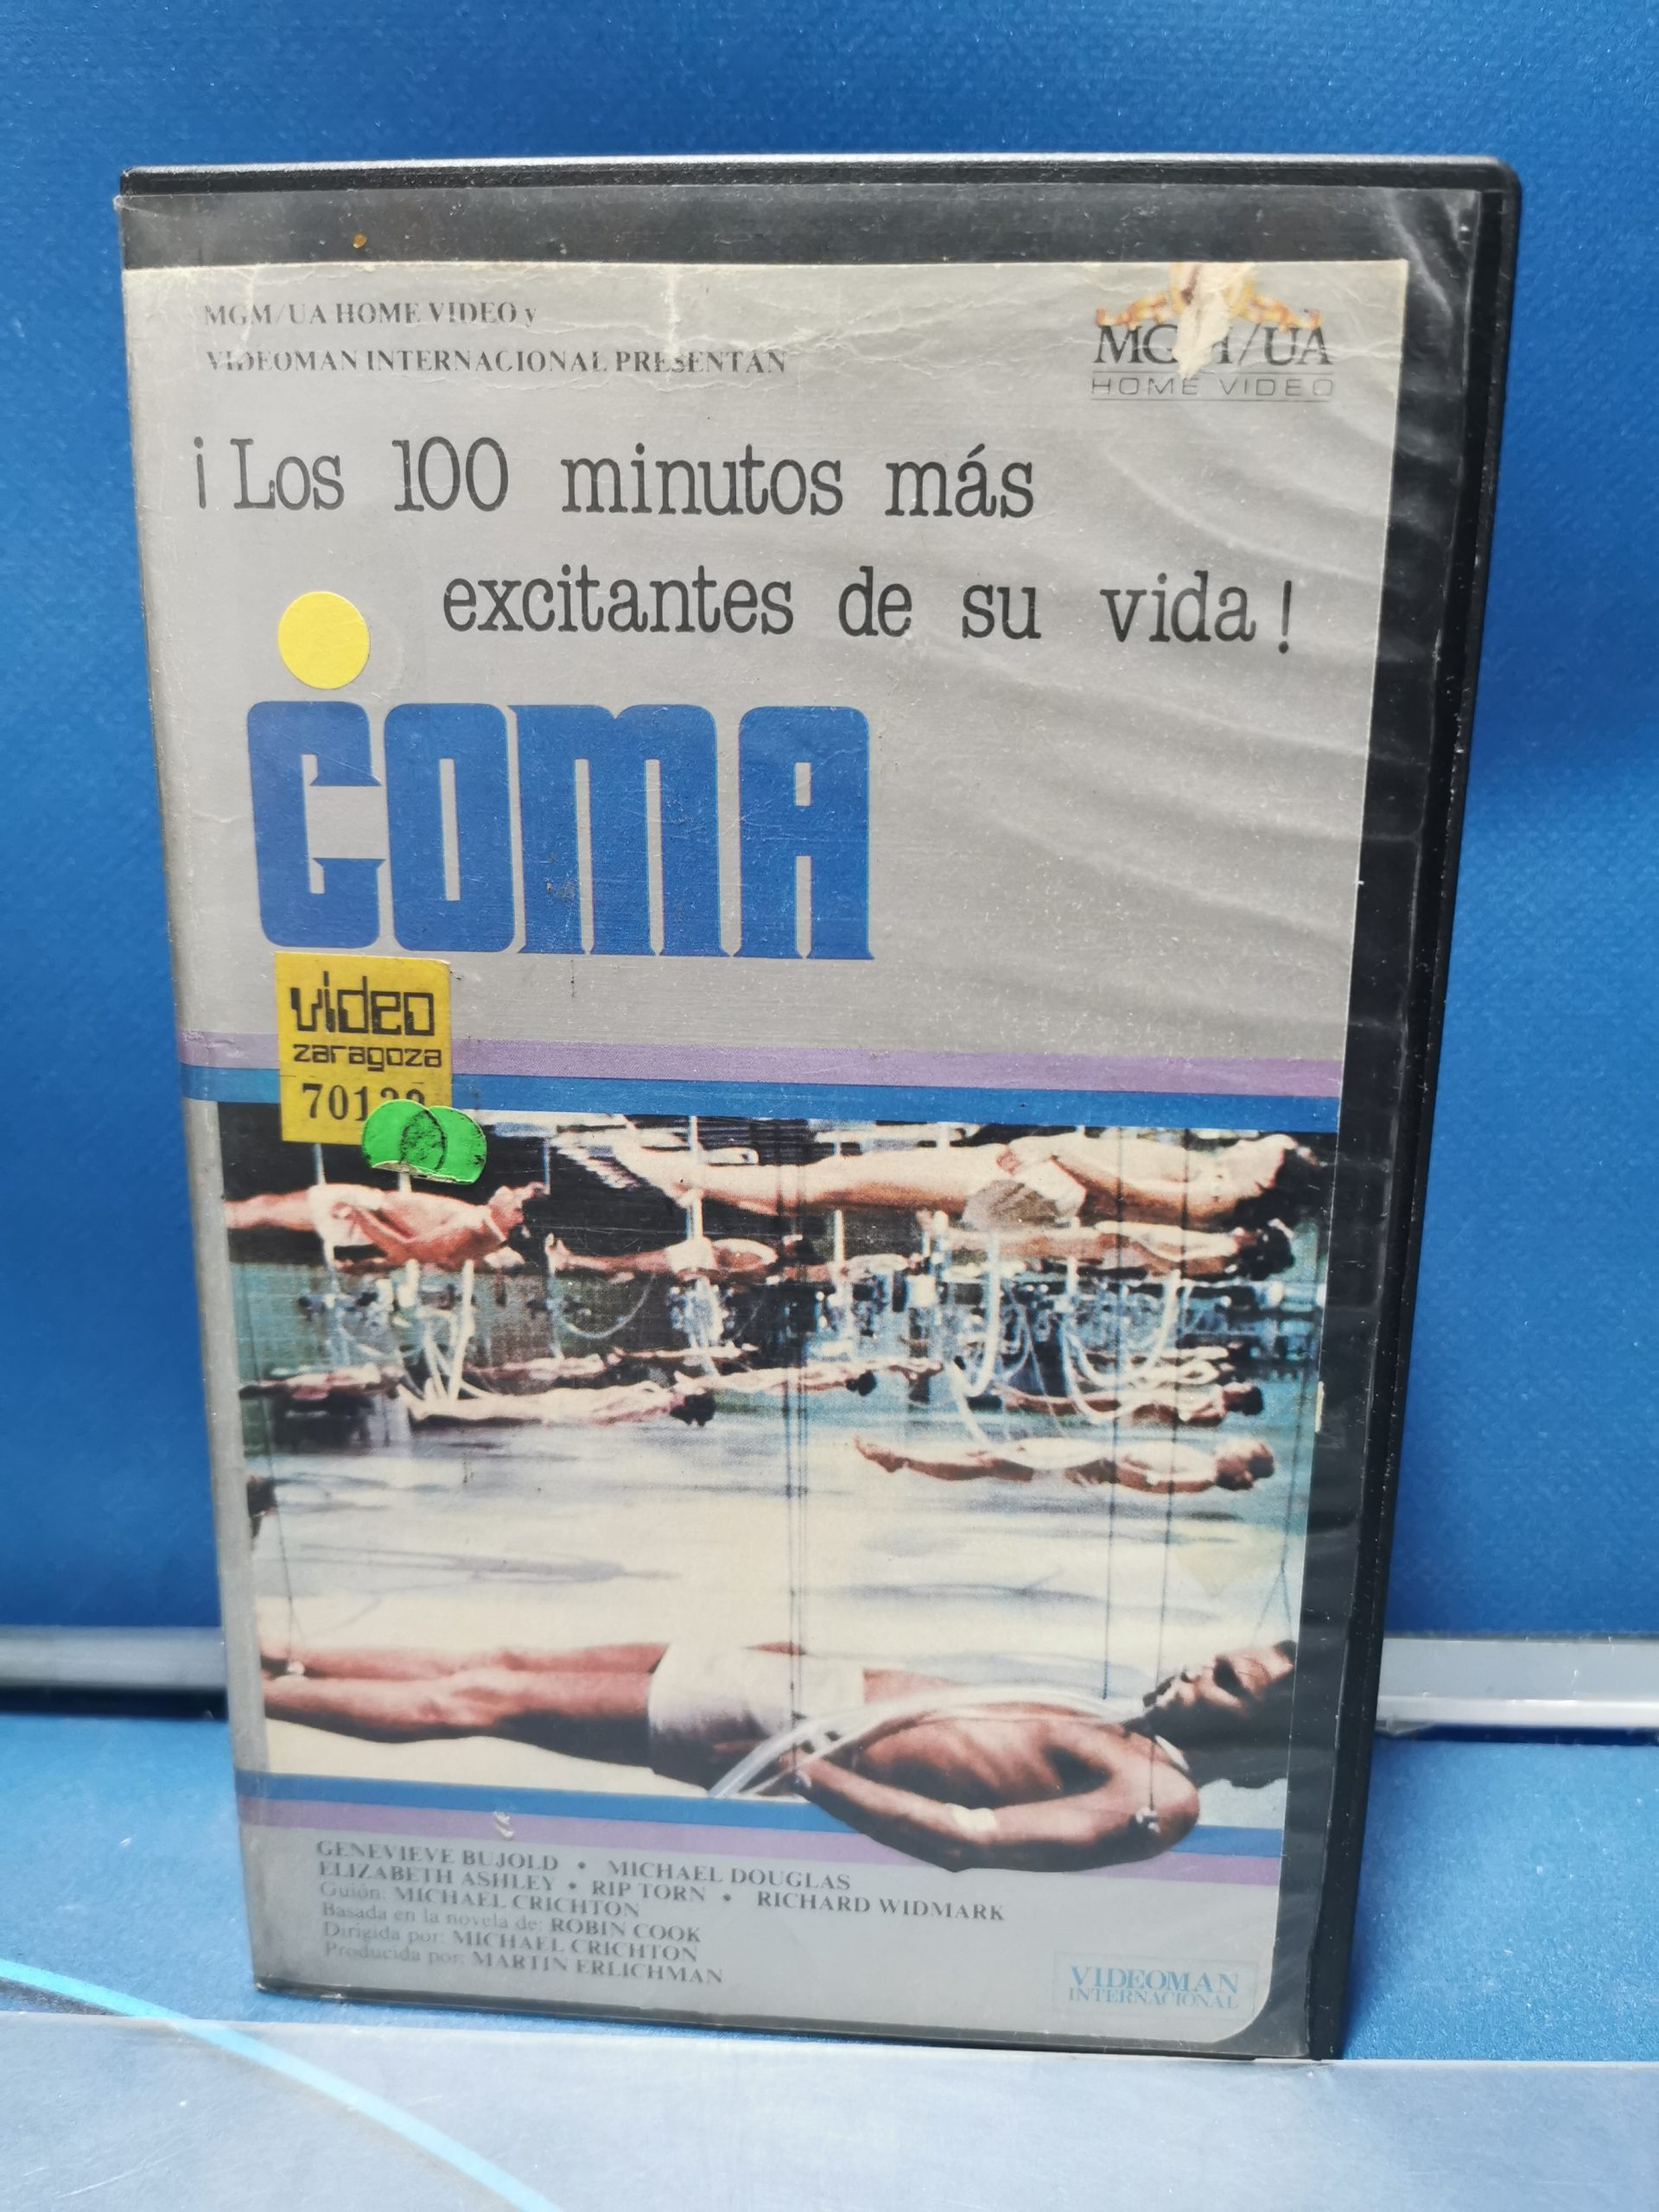 MGM/UA HOME VIDEO y
VIDEOMAN INTERNACIONAL PRESENTAN
MGM/UA
HOME VIDEO
¡Los 100 minutos más
excitantes de su vida!
COMA
video
zaragoza
GENEVIEVE BUJOLD • MICHAEL DOUGLAS
ELIZABETH ASHLEY • RIP TORN • RICHARD WIDMARK
Guión: MICHAEL CRICHTON
Basada en la novela de: ROBIN COOK
Dirigida por: MICHAEL CRICHTON
Producida por: MARTIN ERLICHMAN
VIDEOMAN
INTERNACIONAL